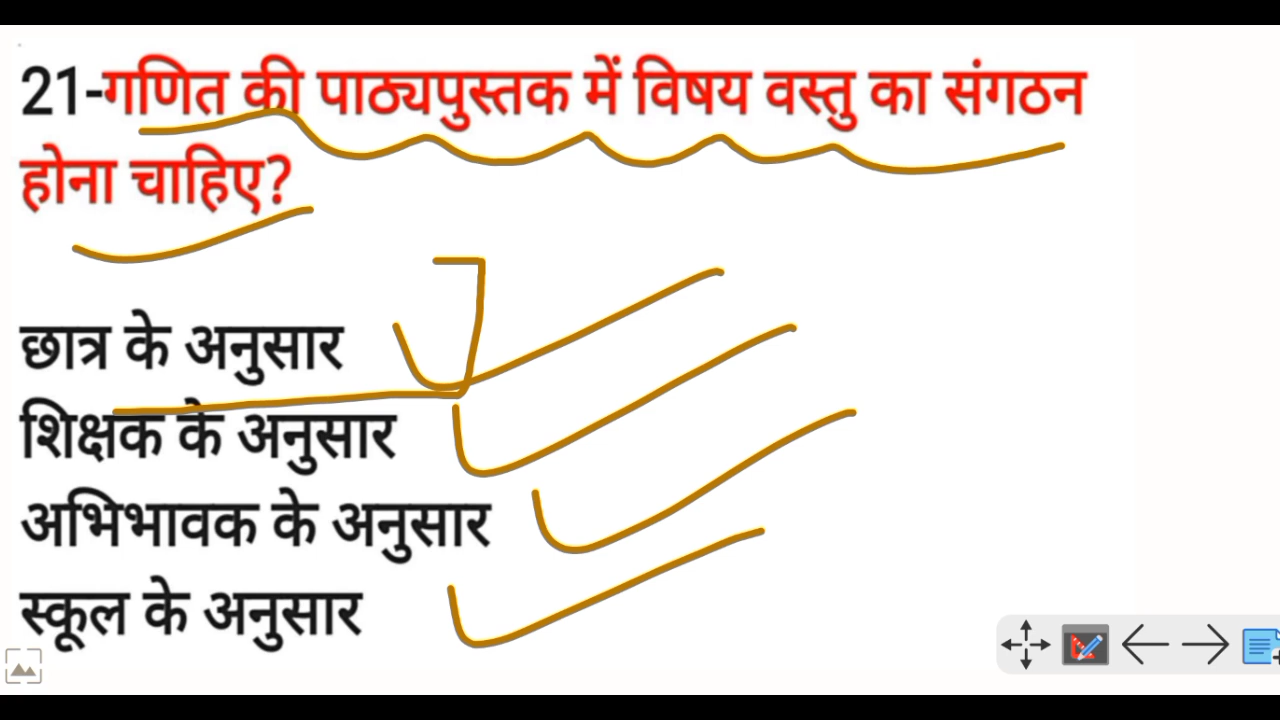 21-गणित की पाठ्यपुस्तक में विषय वस्तु का संगठन
होना चाहिए?
छात्र के अनुसार
शिक्षक के अनुसार
अभिभावक के अनुसार
स्कूल के अनुसार